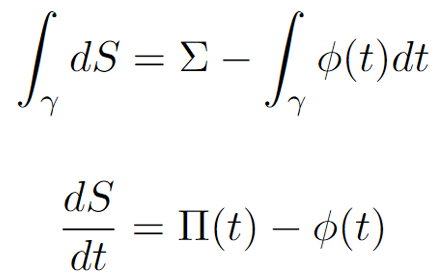 ∫_γ dS = Σ − ∫_γ ϕ(t)dt
dS/dt = Π(t) − ϕ(t)